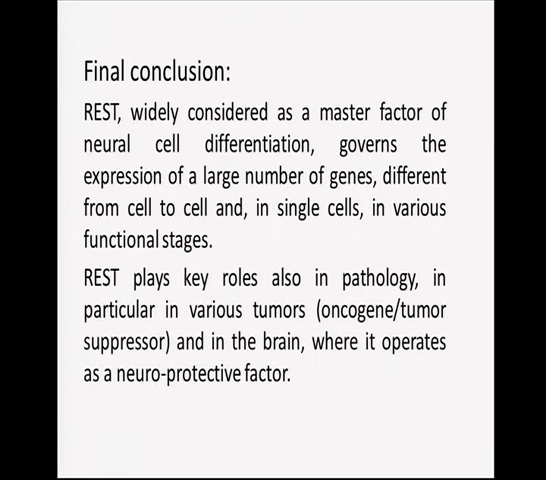 Final conclusion:
REST, widely considered as a master factor of
neural cell differentiation, governs the
expression of a large number of genes, different
from cell to cell and, in single cells, in various
functional stages.
REST plays key roles also in pathology, in
particular in various tumors (oncogene/tumor
suppressor) and in the brain, where it operates
as a neuro-protective factor.